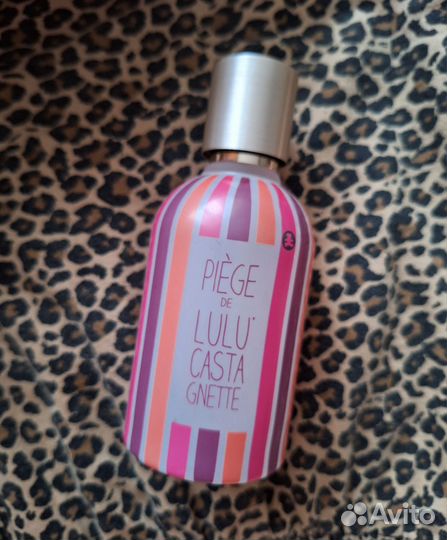 PIÈGE
DE
LULU
CASTA
GNETTE
Avito